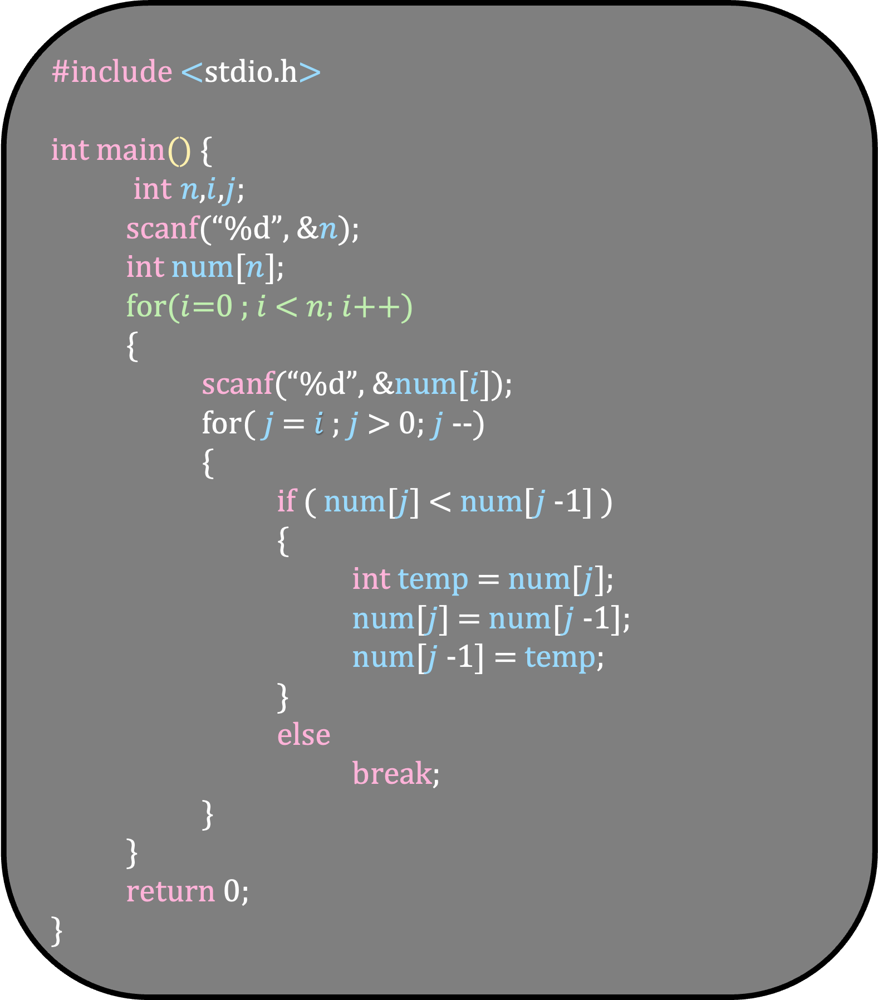 #include <stdio.h>
int main() {
int n,i,j;
scanf(“%d”, &n);
int num[n];
for(i=0 ; i < n; i++)
{
scanf(“%d”, &num[i]);
for( j = i ; j > 0; j --)
{
if ( num[j] < num[j -1] )
{
int temp = num[j];
num[j] = num[j -1];
num[j -1] = temp;
}
else
break;
}
}
return 0;
}